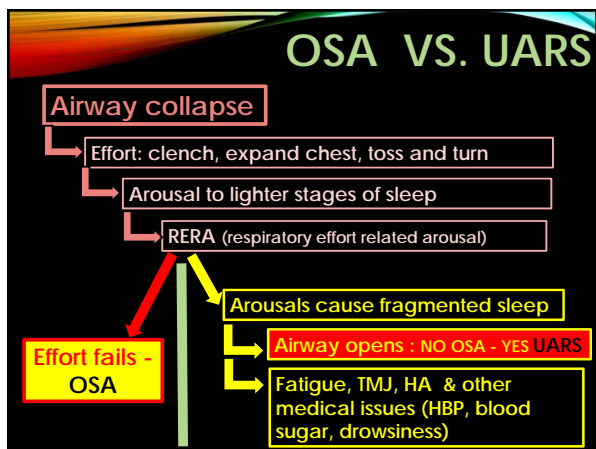 OSA VS. UARS
Airway collapse
Effort: clench, expand chest, toss and turn
Arousal to lighter stages of sleep
RERA (respiratory effort related arousal)
Arousals cause fragmented sleep
Effort fails -
OSA
Airway opens : NO OSA - YES UARS
Fatigue, TMJ, HA & other
medical issues (HBP, blood
sugar, drowsiness)